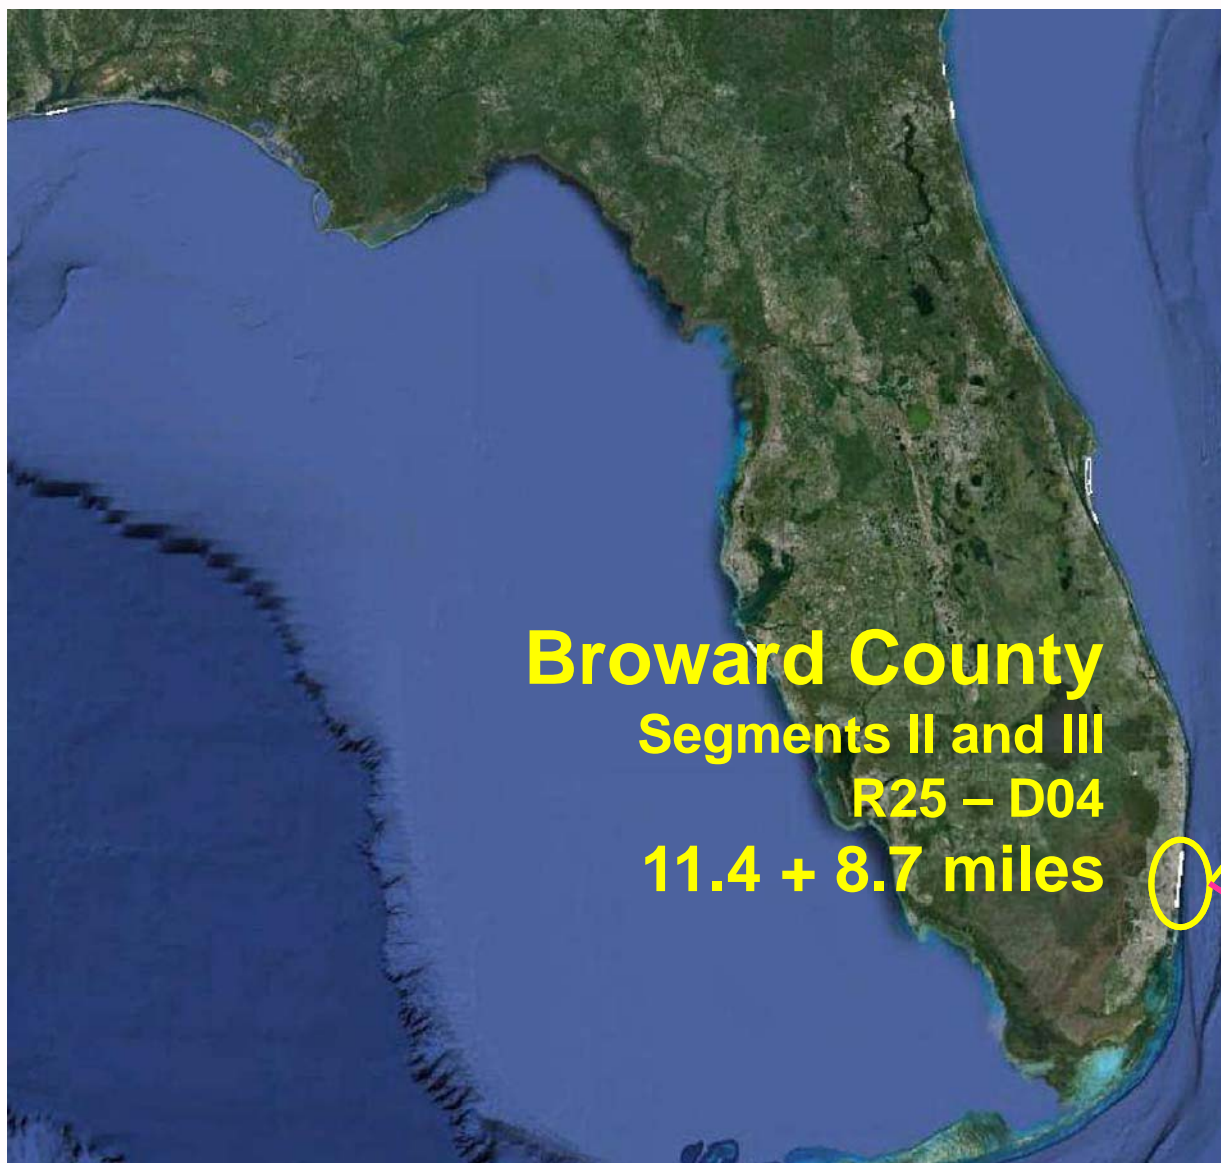 Broward County
Segments II and III
R25 – D04
11.4 + 8.7 miles